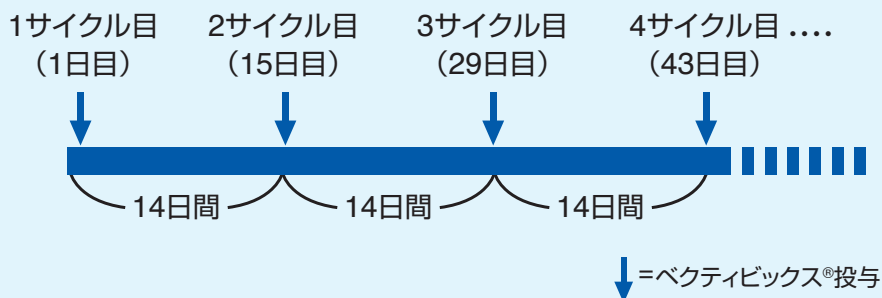 1サイクル目 2サイクル目 3サイクル目 4サイクル目 ....
（1日目） （15日目） （29日目） （43日目）
14日間 14日間 14日間
=ベクティビックス®投与